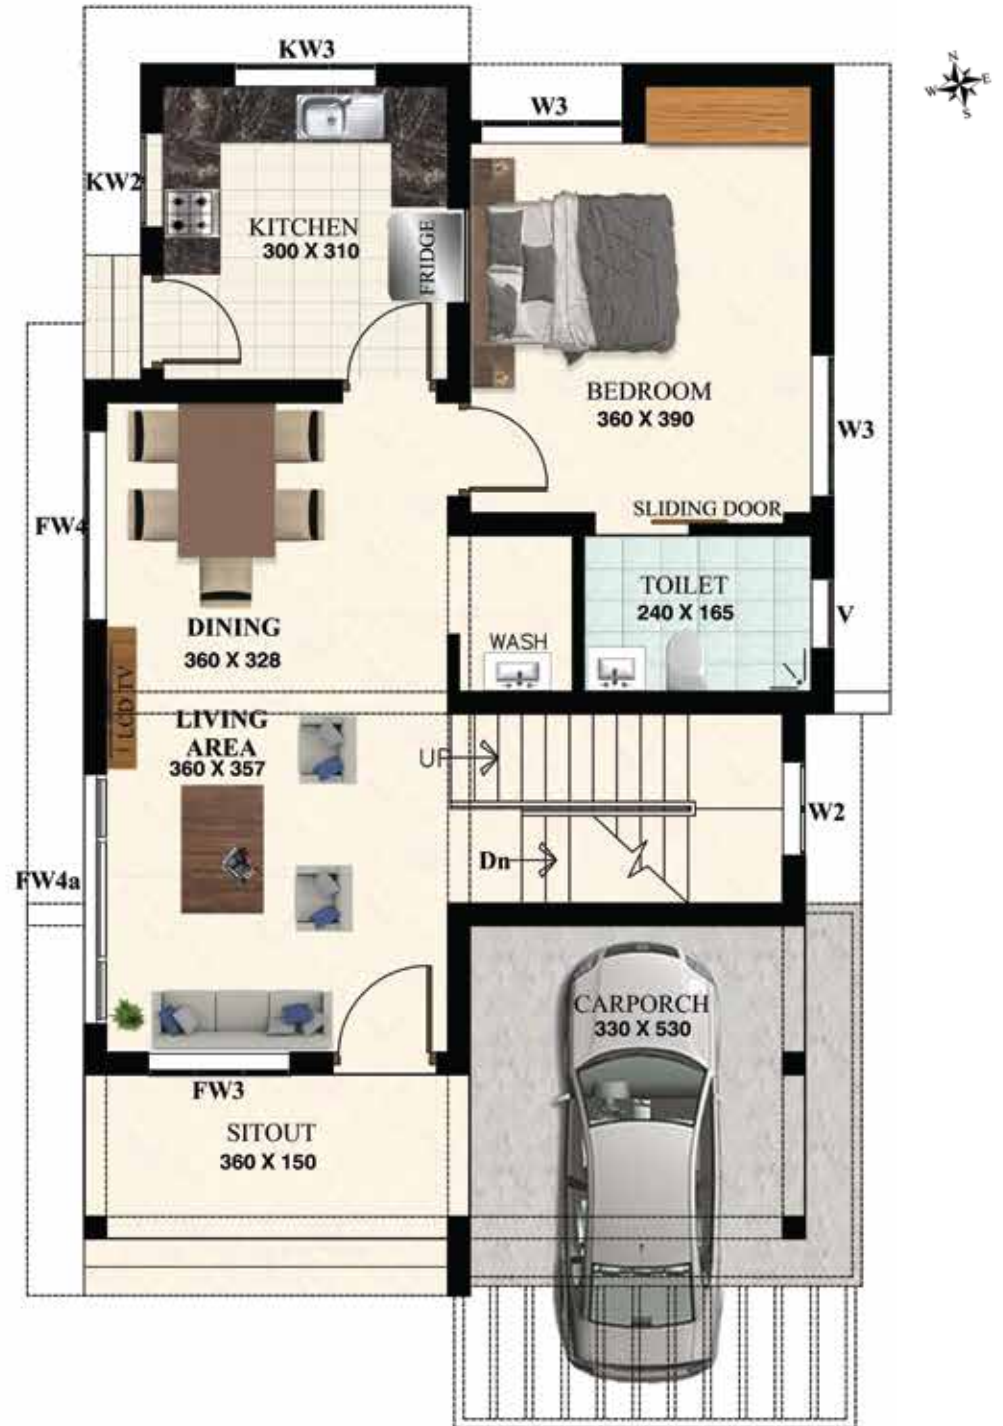 KW3
N
W E
S
W3
KW2
KITCHEN
300 X 310
FRIDGE
BEDROOM
360 X 390
W3
SLIDING DOOR
FW4
TOILET
240 X 165
V
DINING
360 X 328
WASH
LCD TV
LIVING
AREA
360 X 357
UP
W2
Dn
FW4a
CARPORCH
330 X 530
FW3
SITOUT
360 X 150